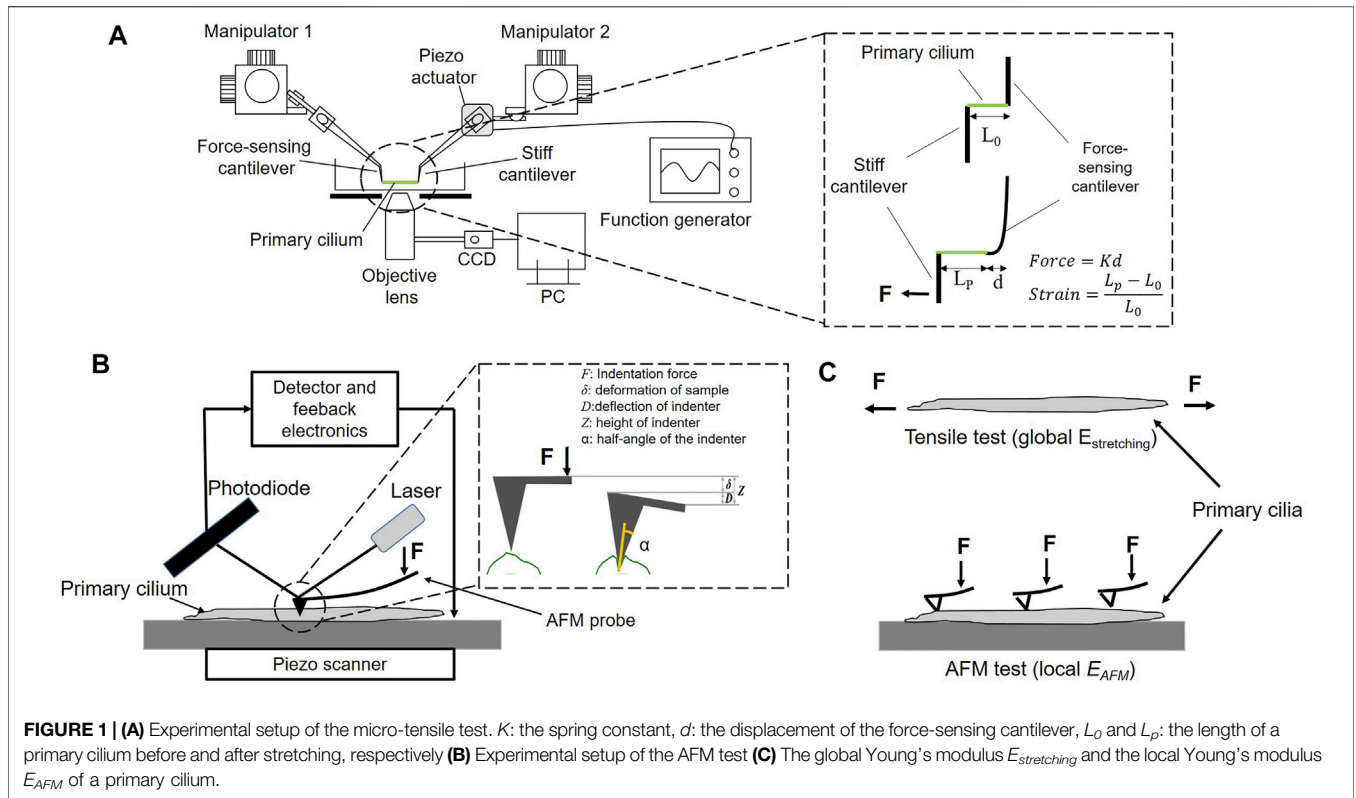 A
Manipulator 1
Manipulator 2
Piezo
actuator
Force-sensing
cantilever
Stiff
cantilever
Primary cilium
Objective
lens
CCD
PC
Function generator
Primary cilium
L0
Stiff
cantilever
Force-
sensing
cantilever
F
LP
d
Force = Kd
Strain = (Lp − L0) / L0
B
Detector and
feeback
electronics
Photodiode
Laser
F
Primary cilium
AFM probe
Piezo scanner
F: Indentation force
δ: deformation of sample
D:deflection of indenter
Z: height of indenter
α: half-angle of the indenter
F
δ
D
Z
α
C
F
F
Tensile test (global Estretching)
Primary cilia
F
F
F
AFM test (local EAFM)
FIGURE 1 | (A) Experimental setup of the micro-tensile test. K: the spring constant, d: the displacement of the force-sensing cantilever, L0 and Lp: the length of a
primary cilium before and after stretching, respectively (B) Experimental setup of the AFM test (C) The global Young's modulus Estretching and the local Young's modulus
EAFM of a primary cilium.